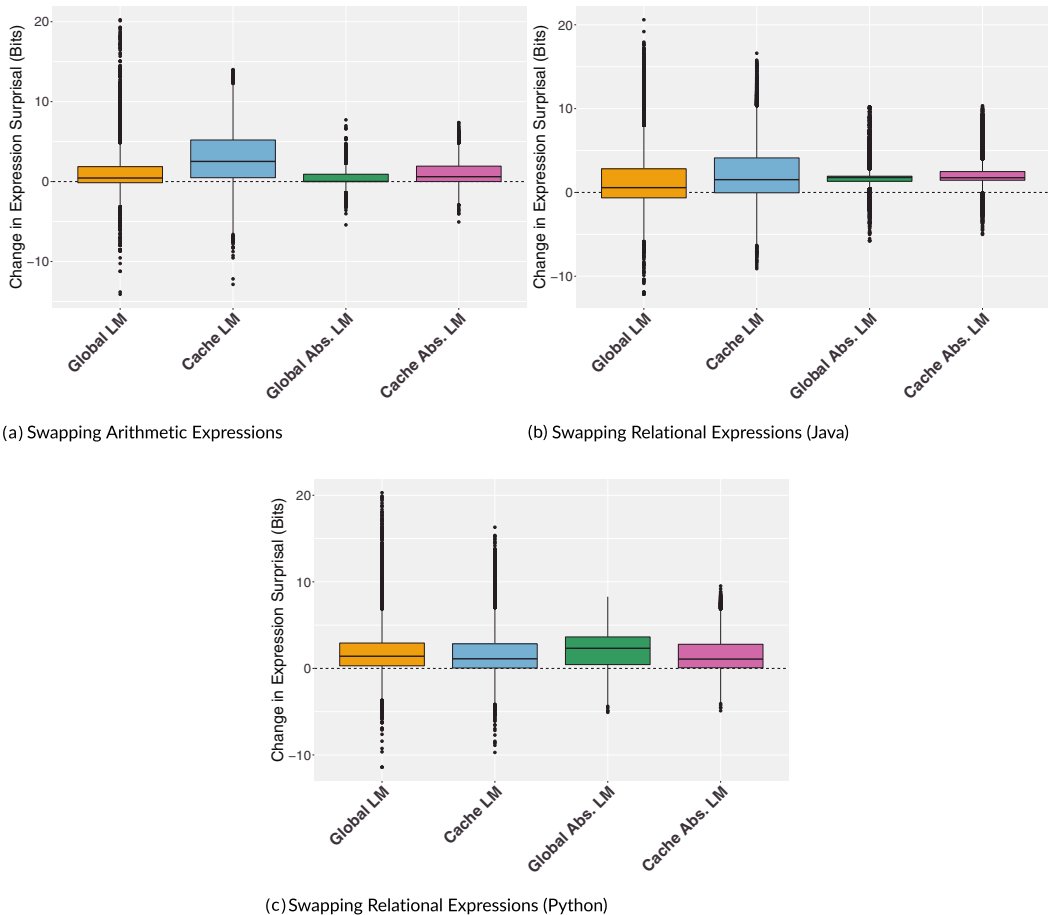 Change in Expression Surprisal (Bits)
20
10
0
−10
Global LM
Cache LM
Global Abs. LM
Cache Abs. LM
(a) Swapping Arithmetic Expressions
Change in Expression Surprisal (Bits)
20
10
0
−10
Global LM
Cache LM
Global Abs. LM
Cache Abs. LM
(b) Swapping Relational Expressions (Java)
Change in Expression Surprisal (Bits)
20
10
0
−10
Global LM
Cache LM
Global Abs. LM
Cache Abs. LM
(c) Swapping Relational Expressions (Python)